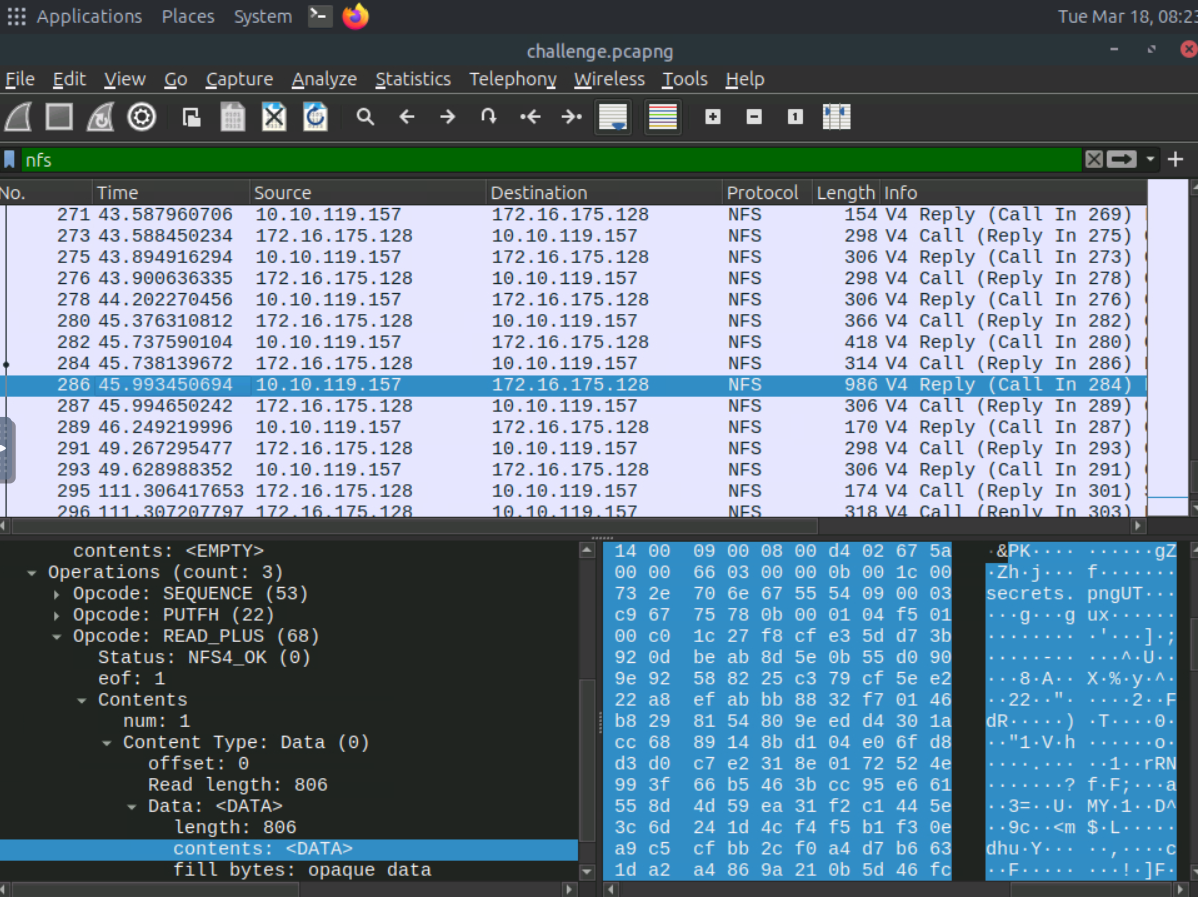 Applications Places System Tue Mar 18, 08:23
challenge.pcapng
File Edit View Go Capture Analyze Statistics Telephony Wireless Tools Help
nfs
No. Time Source Destination Protocol Length Info
271 43.587960706 10.10.119.157 172.16.175.128 NFS 154 V4 Reply (Call In 269)
273 43.588450234 172.16.175.128 10.10.119.157 NFS 298 V4 Call (Reply In 275)
275 43.894916294 10.10.119.157 172.16.175.128 NFS 306 V4 Reply (Call In 273)
276 43.900636335 172.16.175.128 10.10.119.157 NFS 298 V4 Call (Reply In 278)
278 44.202270456 10.10.119.157 172.16.175.128 NFS 306 V4 Reply (Call In 276)
280 45.376310812 172.16.175.128 10.10.119.157 NFS 366 V4 Call (Reply In 282)
282 45.737590104 10.10.119.157 172.16.175.128 NFS 418 V4 Reply (Call In 280)
284 45.738139672 172.16.175.128 10.10.119.157 NFS 314 V4 Call (Reply In 286)
286 45.993450694 10.10.119.157 172.16.175.128 NFS 986 V4 Reply (Call In 284)
287 45.994650242 172.16.175.128 10.10.119.157 NFS 306 V4 Call (Reply In 289)
289 46.249219996 10.10.119.157 172.16.175.128 NFS 170 V4 Reply (Call In 287)
291 49.267295477 172.16.175.128 10.10.119.157 NFS 298 V4 Call (Reply In 293)
293 49.628988352 10.10.119.157 172.16.175.128 NFS 306 V4 Reply (Call In 291)
295 111.306417653 172.16.175.128 10.10.119.157 NFS 174 V4 Call (Reply In 301)
296 111.307207797 172.16.175.128 10.10.119.157 NFS 318 V4 Call (Reply In 303)
contents: <EMPTY>
Operations (count: 3)
Opcode: SEQUENCE (53)
Opcode: PUTFH (22)
Opcode: READ_PLUS (68)
Status: NFS4_OK (0)
eof: 1
Contents
num: 1
Content Type: Data (0)
offset: 0
Read length: 806
Data: <DATA>
length: 806
contents: <DATA>
fill bytes: opaque data
14 00 09 00 08 00 d4 02 67 5a ·&PK···· ······gZ
00 00 66 03 00 00 0b 00 1c 00 ·Zh·j··· f·······
73 2e 70 6e 67 55 54 09 00 03 secrets. pngUT···
c9 67 75 78 0b 00 01 04 f5 01 ···g···g ux······
00 c0 1c 27 f8 cf e3 5d d7 3b ········ ·'···]·;
92 0d be ab 8d 5e 0b 55 d0 90 ·····-·· ···^·U··
9e 92 58 82 25 c3 79 cf 5e e2 ···8·A·· X·%·y·^·
22 a8 ef ab bb 88 32 f7 01 46 ··22··"· ····2··F
b8 29 81 54 80 9e ed d4 30 1a dR·····) ·T····0·
cc 68 89 14 8b d1 04 e0 6f d8 ··"1·V·h ······o·
d3 d0 c7 e2 31 8e 01 72 52 4e ····.··· ··1··rRN
99 3f 66 b5 46 3b cc 95 e6 61 ·······? f·F;···a
55 8d 4d 59 ea 31 f2 c1 44 5e ··3=··U· MY·1··D^
3c 6d 24 1d 4c f4 f5 b1 f3 0e ··9c··<m $·L·····
a9 c5 cf bb 2c f0 a4 d7 b6 63 dhu·Y··· ··,····c
1d a2 a4 86 9a 21 0b 5d 46 fc ··F····· ···!·]F·